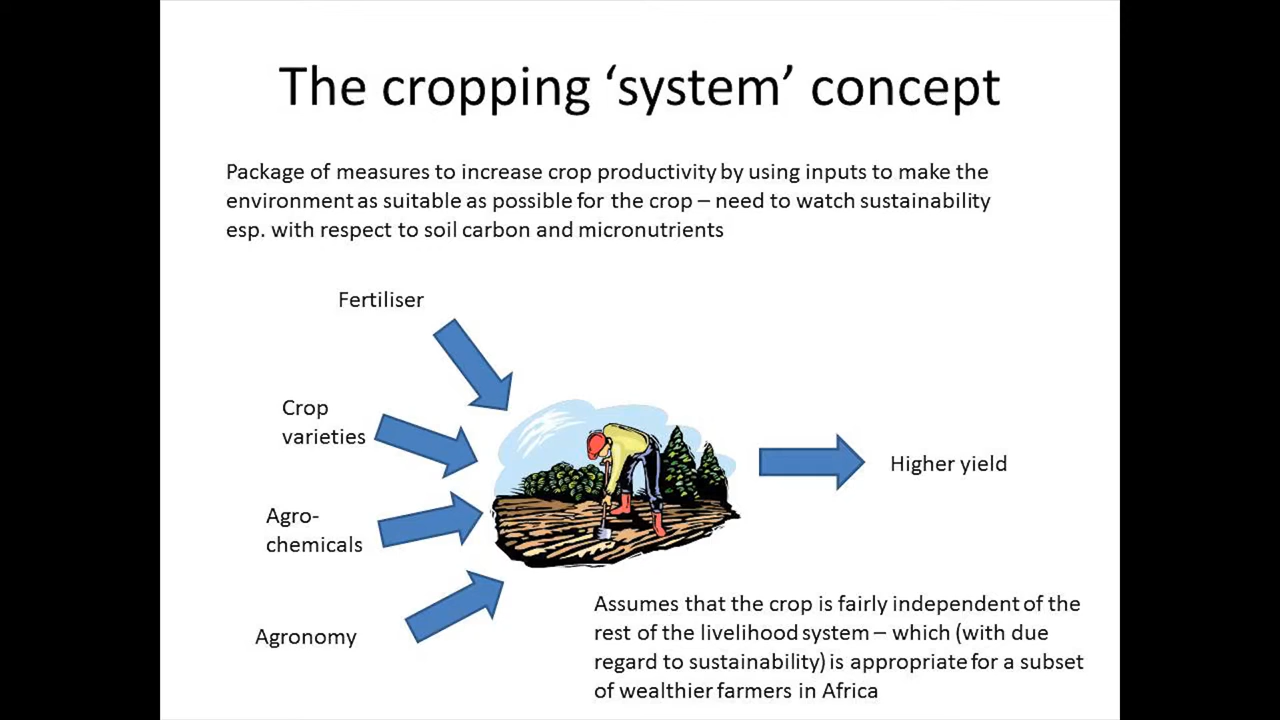 The cropping ‘system’ concept
Package of measures to increase crop productivity by using inputs to make the
environment as suitable as possible for the crop – need to watch sustainability
esp. with respect to soil carbon and micronutrients
Fertiliser
Crop
varieties
Agro-
chemicals
Agronomy
Higher yield
Assumes that the crop is fairly independent of the
rest of the livelihood system – which (with due
regard to sustainability) is appropriate for a subset
of wealthier farmers in Africa